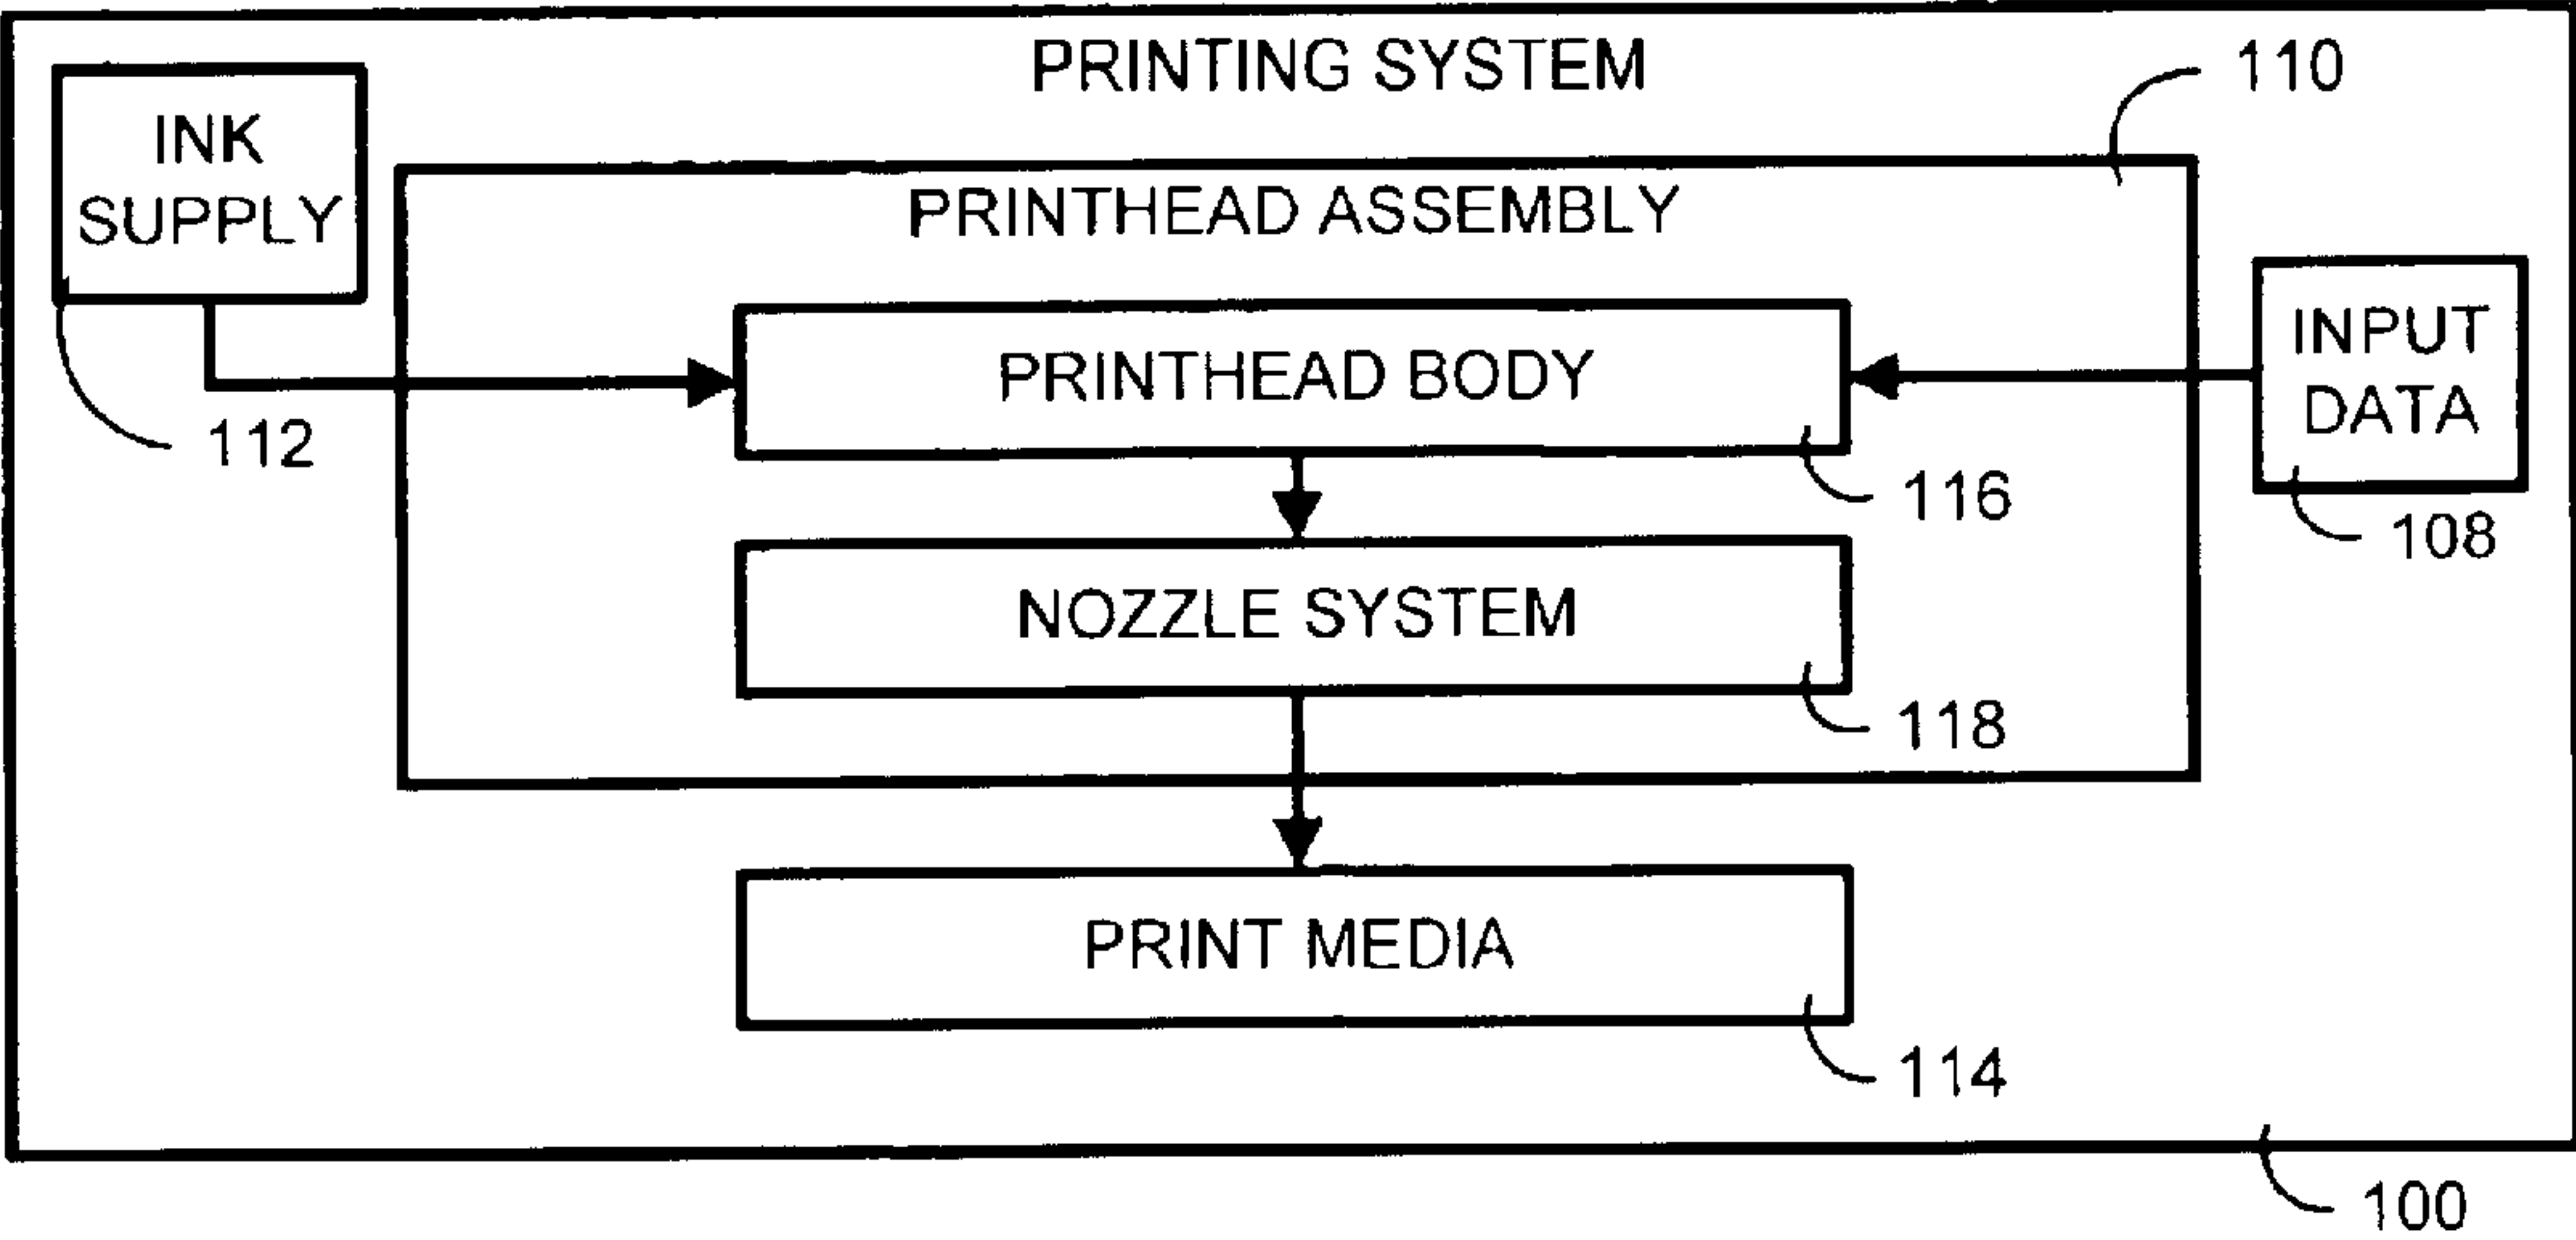 PRINTING SYSTEM
110
INK
SUPPLY
PRINTHEAD ASSEMBLY
INPUT
DATA
PRINTHEAD BODY
112
116
108
NOZZLE SYSTEM
118
PRINT MEDIA
114
100